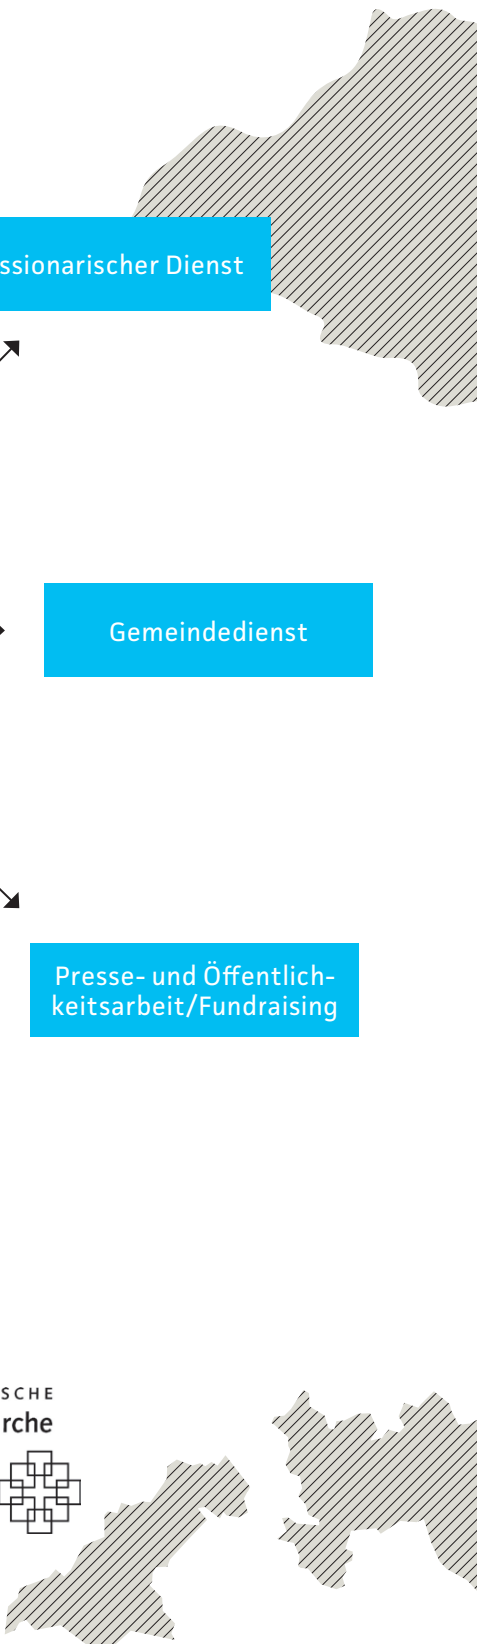 ssionarischer Dienst
Gemeindedienst
Presse- und Öffentlich-
keitsarbeit/Fundraising
SCHE
rche